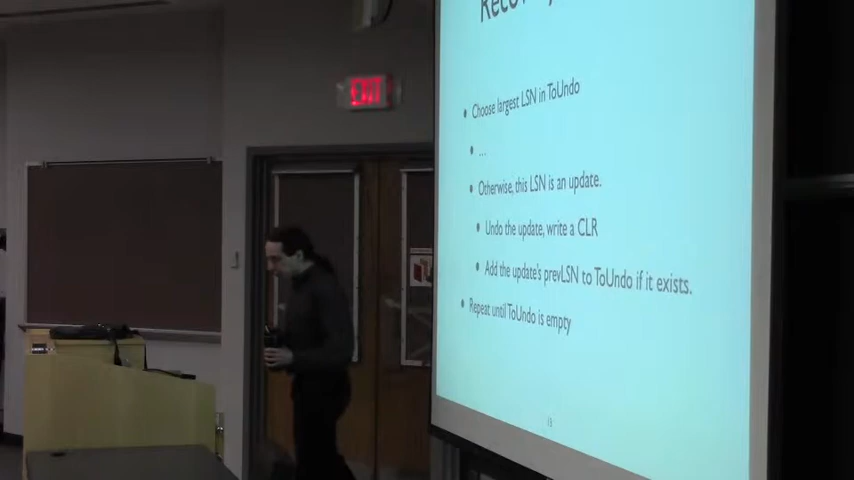 EXIT
• Choose largest LSN in ToUndo
• ...
• Otherwise, this LSN is an update.
• Undo the update, write a CLR
• Add the update's prevLSN to ToUndo if it exists.
• Repeat until ToUndo is empty